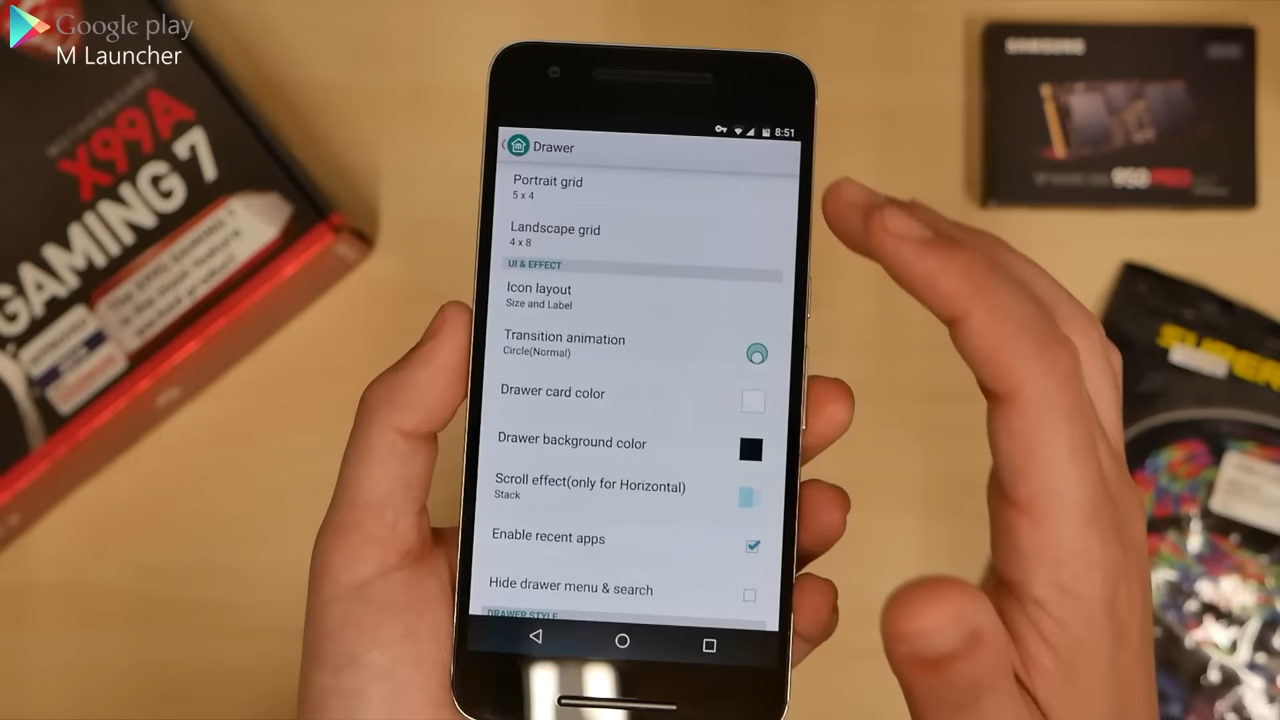 Google play
M Launcher
X99A
GAMING 7
SAMSUNG
950 PRO
SUPER
8:51
Drawer
Portrait grid
5 x 4
Landscape grid
4 x 8
UI & EFFECT
Icon layout
Size and Label
Transition animation
Circle(Normal)
Drawer card color
Drawer background color
Scroll effect(only for Horizontal)
Stack
Enable recent apps
Hide drawer menu & search
DRAWER STYLE